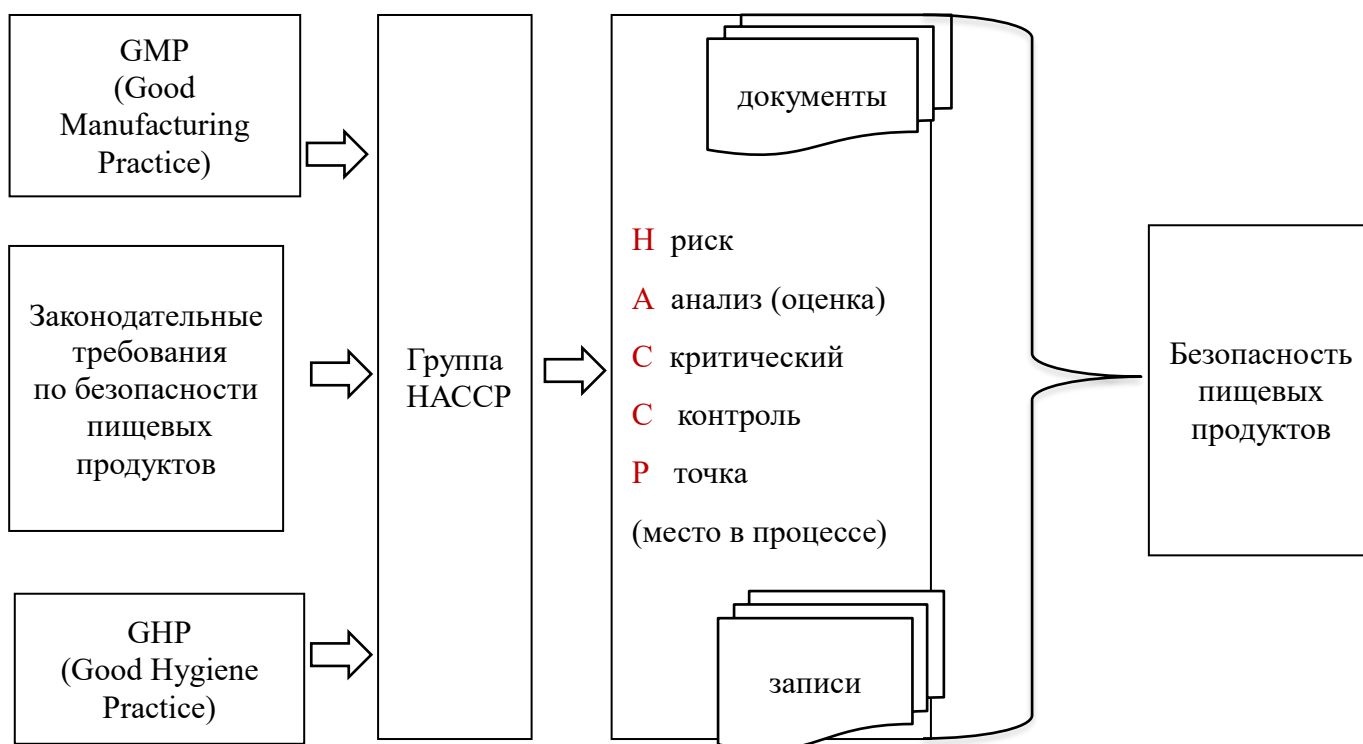 GMP
(Good
Manufacturing
Practice)
Законодательные
требования
по безопасности
пищевых
продуктов
GHP
(Good Hygiene
Practice)
Группа
НАССР
документы
H риск
A анализ (оценка)
C критический
C контроль
P точка
(место в процессе)
записи
Безопасность
пищевых
продуктов